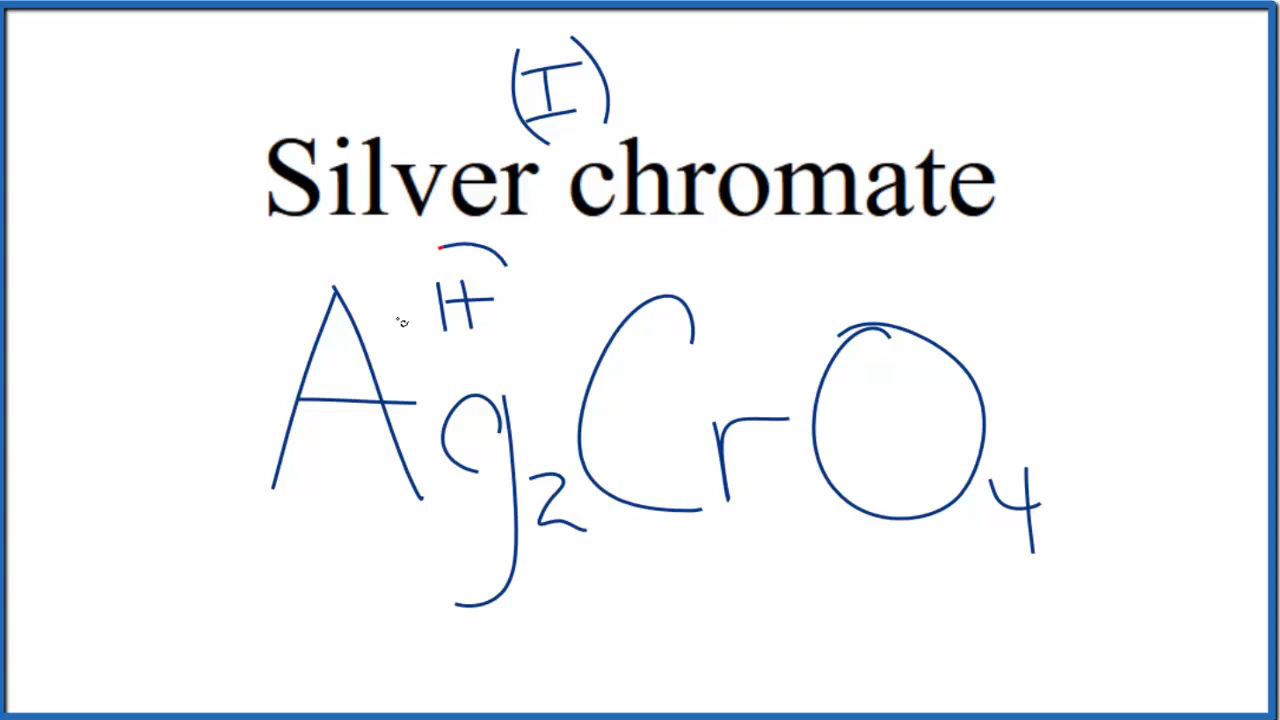 (I)
Silver chromate
1+
Ag₂CrO₄